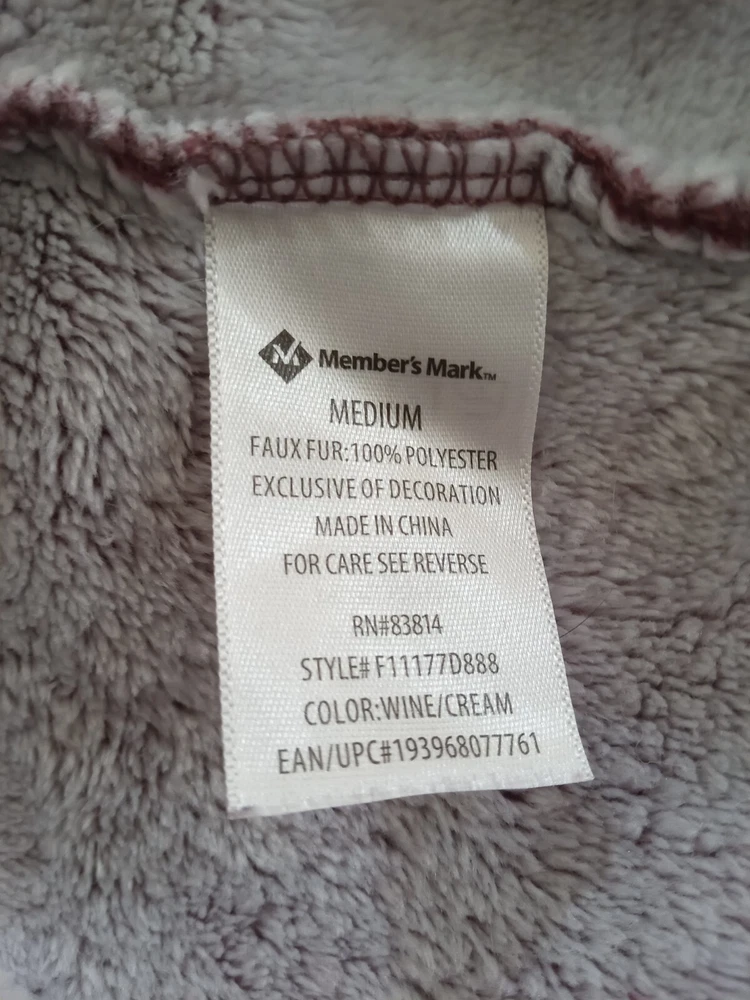 Member's Mark™
MEDIUM
FAUX FUR:100% POLYESTER
EXCLUSIVE OF DECORATION
MADE IN CHINA
FOR CARE SEE REVERSE
RN#83814
STYLE# F11177D888
COLOR:WINE/CREAM
EAN/UPC#193968077761